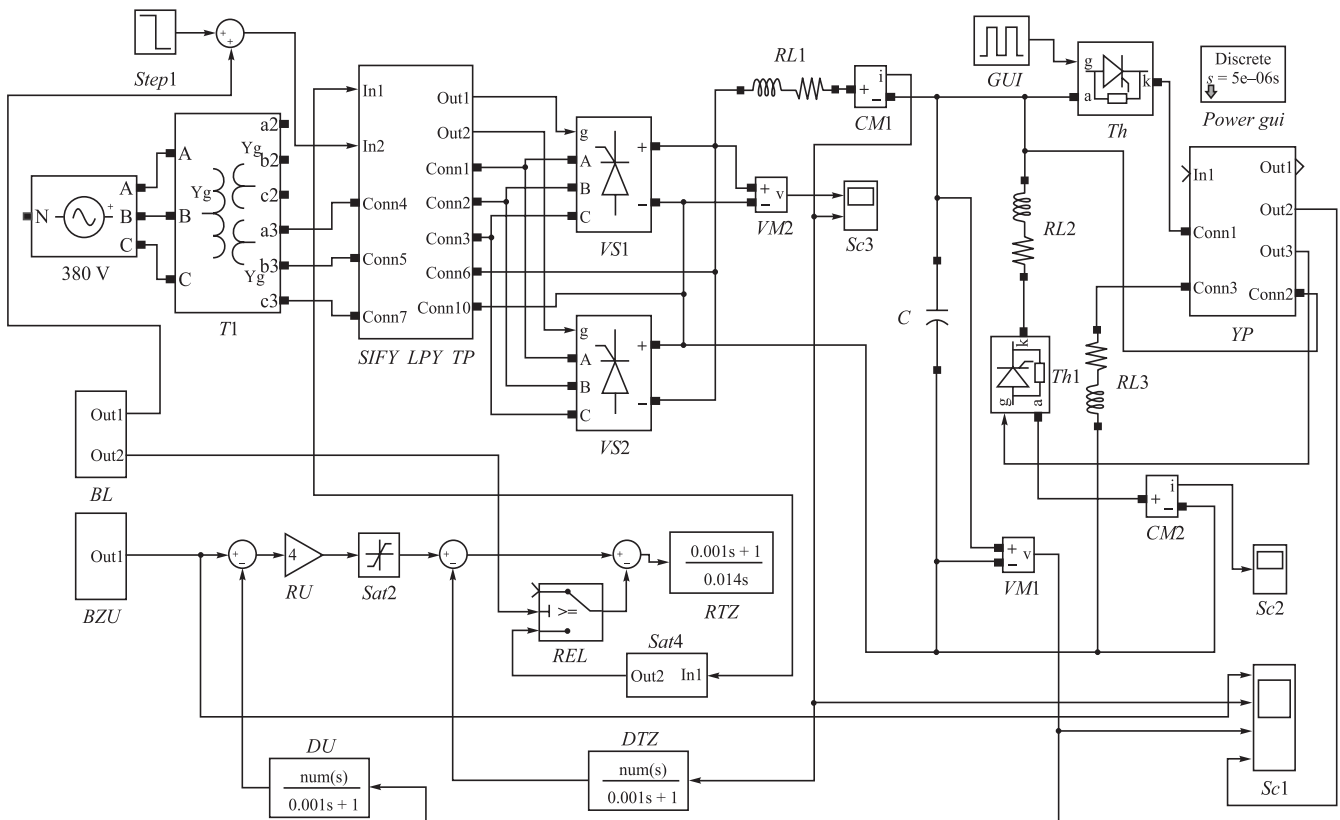 Step1
In1
In2
Conn4
Conn5
Conn7
Out1
Out2
Conn1
Conn2
Conn3
Conn6
Conn10
SIFY LPY TP
N
A
B
C
380 V
A
B
C
a2
Yg
b2
c2
Yg
a3
b3
Yg
c3
T1
g
A
B
C
+
−
VS1
g
A
B
C
+
−
VS2
RL1
+
i
−
CM1
+
−
v
VM2
Sc3
GUI
g
a
k
Th
Discrete
s = 5e–06s
Power gui
In1
Conn1
Conn3
Out1
Out2
Out3
Conn2
YP
RL2
C
k
Th1
g
a
RL3
+
i
−
CM2
Sc2
+
−
v
VM1
Out1
Out2
BL
Out1
BZU
+
−
4
RU
Sat2
+
−
+
−
0.001s + 1
0.014s
RTZ
>=
REL
Sat4
Out2
In1
DU
num(s)
0.001s + 1
DTZ
num(s)
0.001s + 1
Sc1
+
+